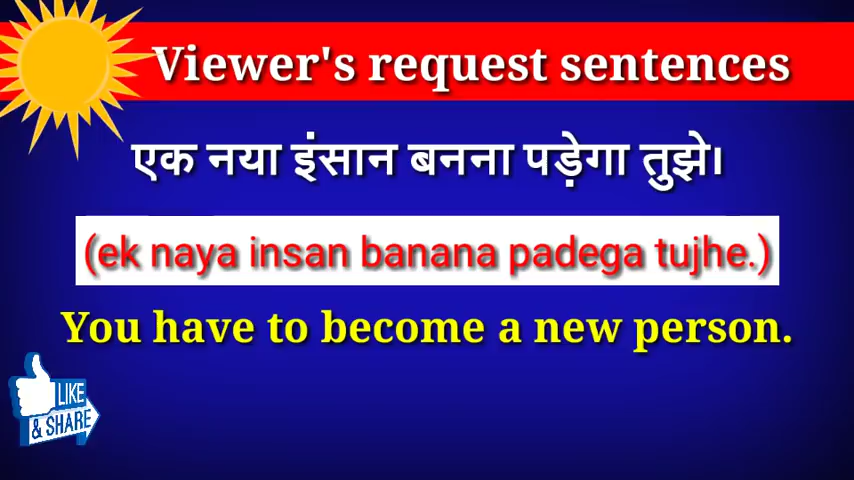 Viewer's request sentences
एक नया इंसान बनना पड़ेगा तुझे।
(ek naya insan banana padega tujhe.)
You have to become a new person.
LIKE
& SHARE